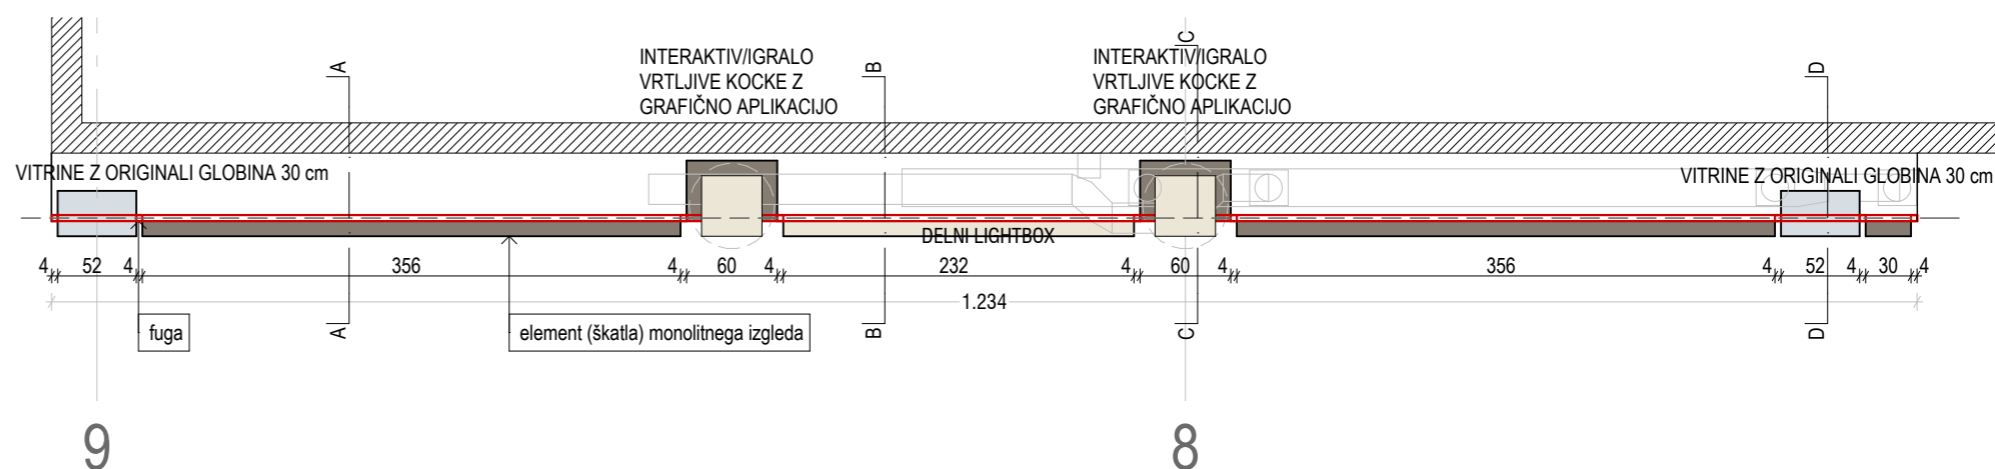 A
INTERAKTIV/IGRALO
VRTLJIVE KOCKE Z
GRAFIČNO APLIKACIJO
B
INTERAKTIV/IGRALO
VRTLJIVE KOCKE Z
GRAFIČNO APLIKACIJO
C
D
VITRINE Z ORIGINALI GLOBINA 30 cm
VITRINE Z ORIGINALI GLOBINA 30 cm
DELNI LIGHTBOX
4 52 4 356 4 60 4 232 4 60 4 356 4 52 4 30 4
1.234
fuga
A
element (škatla) monolitnega izgleda
B
C
D
9
8